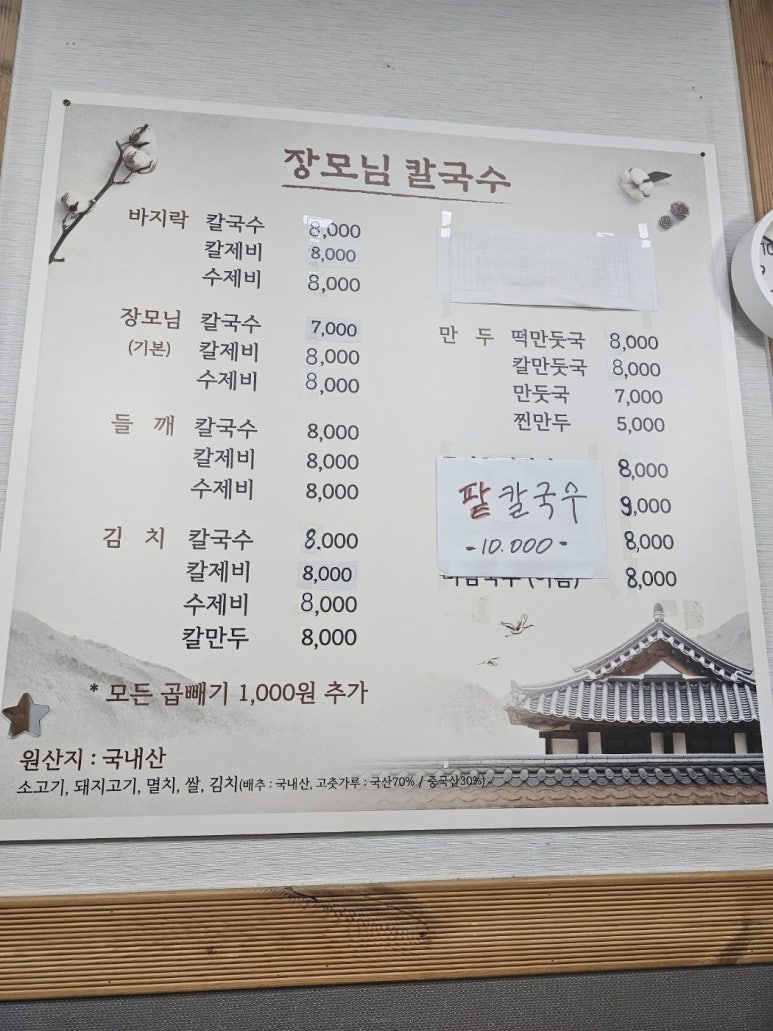 장모님 칼국수
바지락 칼국수 8,000
칼제비 8,000
수제비 8,000
장모님 칼국수 7,000
(기본) 칼제비 8,000
수제비 8,000
들 깨 칼국수 8,000
칼제비 8,000
수제비 8,000
김 치 칼국수 8.000
칼제비 8,000
수제비 8,000
칼만두 8,000
* 모든 곱빼기 1,000원 추가
만 두 떡만둣국 8,000
칼만둣국 8,000
만둣국 7,000
찐만두 5,000
8,000
9,000
8,000
8,000
팥칼국수
-10.000-
원산지 : 국내산
소고기, 돼지고기, 멸치, 쌀, 김치(배추 : 국내산, 고춧가루 : 국산70% / 중국산30%)
10
9